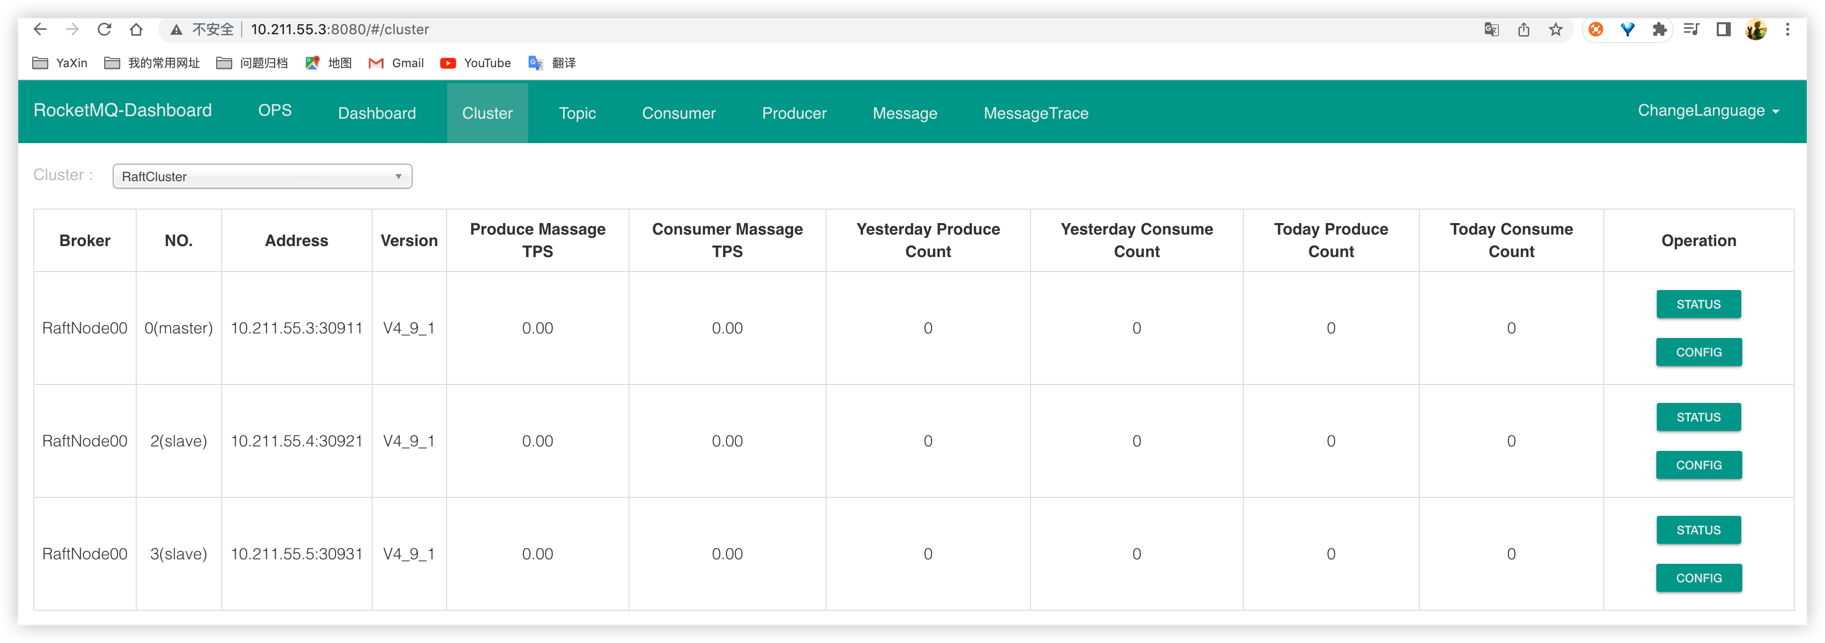 不安全 10.211.55.3:8080/#/cluster
YaXin 我的常用网址 问题归档 地图 Gmail YouTube 翻译
RocketMQ-Dashboard OPS Dashboard Cluster Topic Consumer Producer Message MessageTrace ChangeLanguage
Cluster : RaftCluster
Broker NO. Address Version Produce Massage TPS Consumer Massage TPS Yesterday Produce Count Yesterday Consume Count Today Produce Count Today Consume Count Operation
RaftNode00 0(master) 10.211.55.3:30911 V4_9_1 0.00 0.00 0 0 0 0 STATUS
CONFIG
RaftNode00 2(slave) 10.211.55.4:30921 V4_9_1 0.00 0.00 0 0 0 0 STATUS
CONFIG
RaftNode00 3(slave) 10.211.55.5:30931 V4_9_1 0.00 0.00 0 0 0 0 STATUS
CONFIG